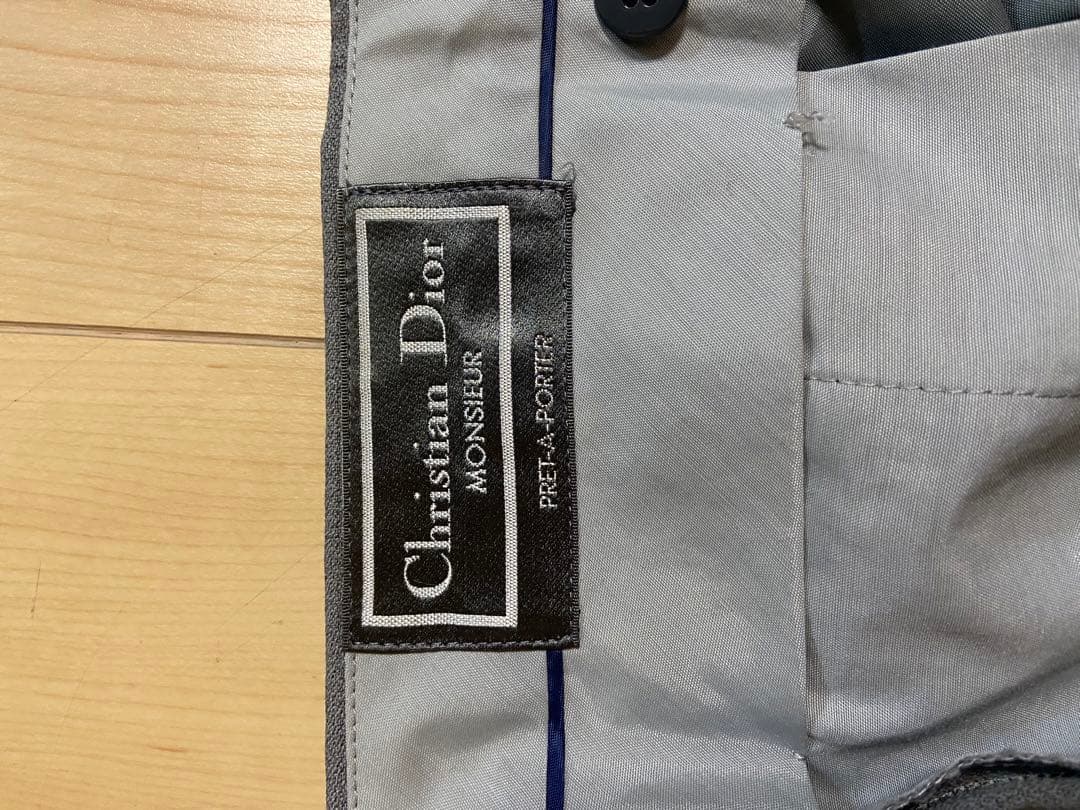 Christian Dior
MONSIEUR
PRET-A-PORTER